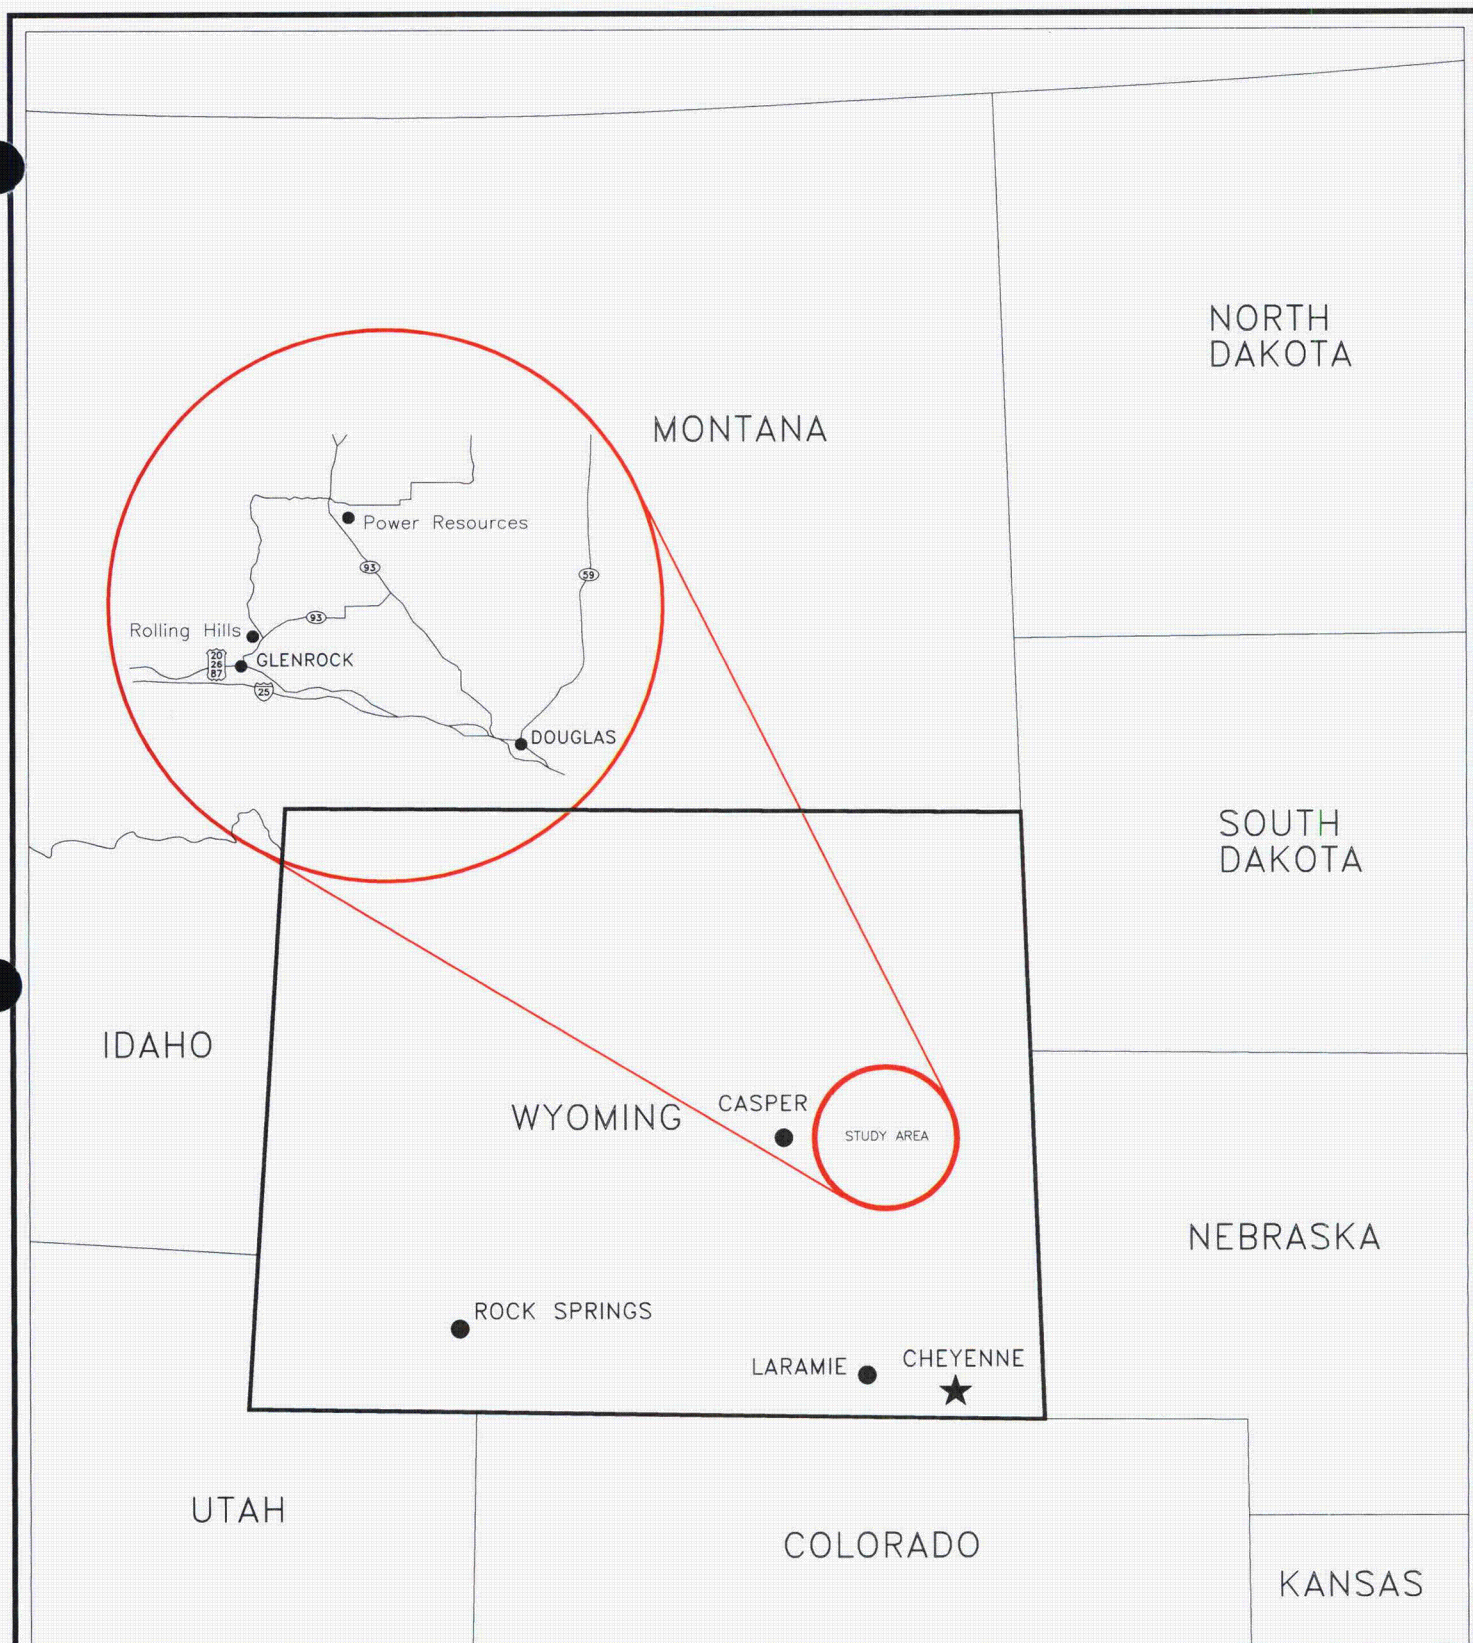 NORTH
DAKOTA
MONTANA
Power Resources
93
59
93
Rolling Hills
20
26
87
GLENROCK
25
DOUGLAS
SOUTH
DAKOTA
IDAHO
WYOMING
CASPER
STUDY AREA
NEBRASKA
ROCK SPRINGS
LARAMIE
CHEYENNE
UTAH
COLORADO
KANSAS